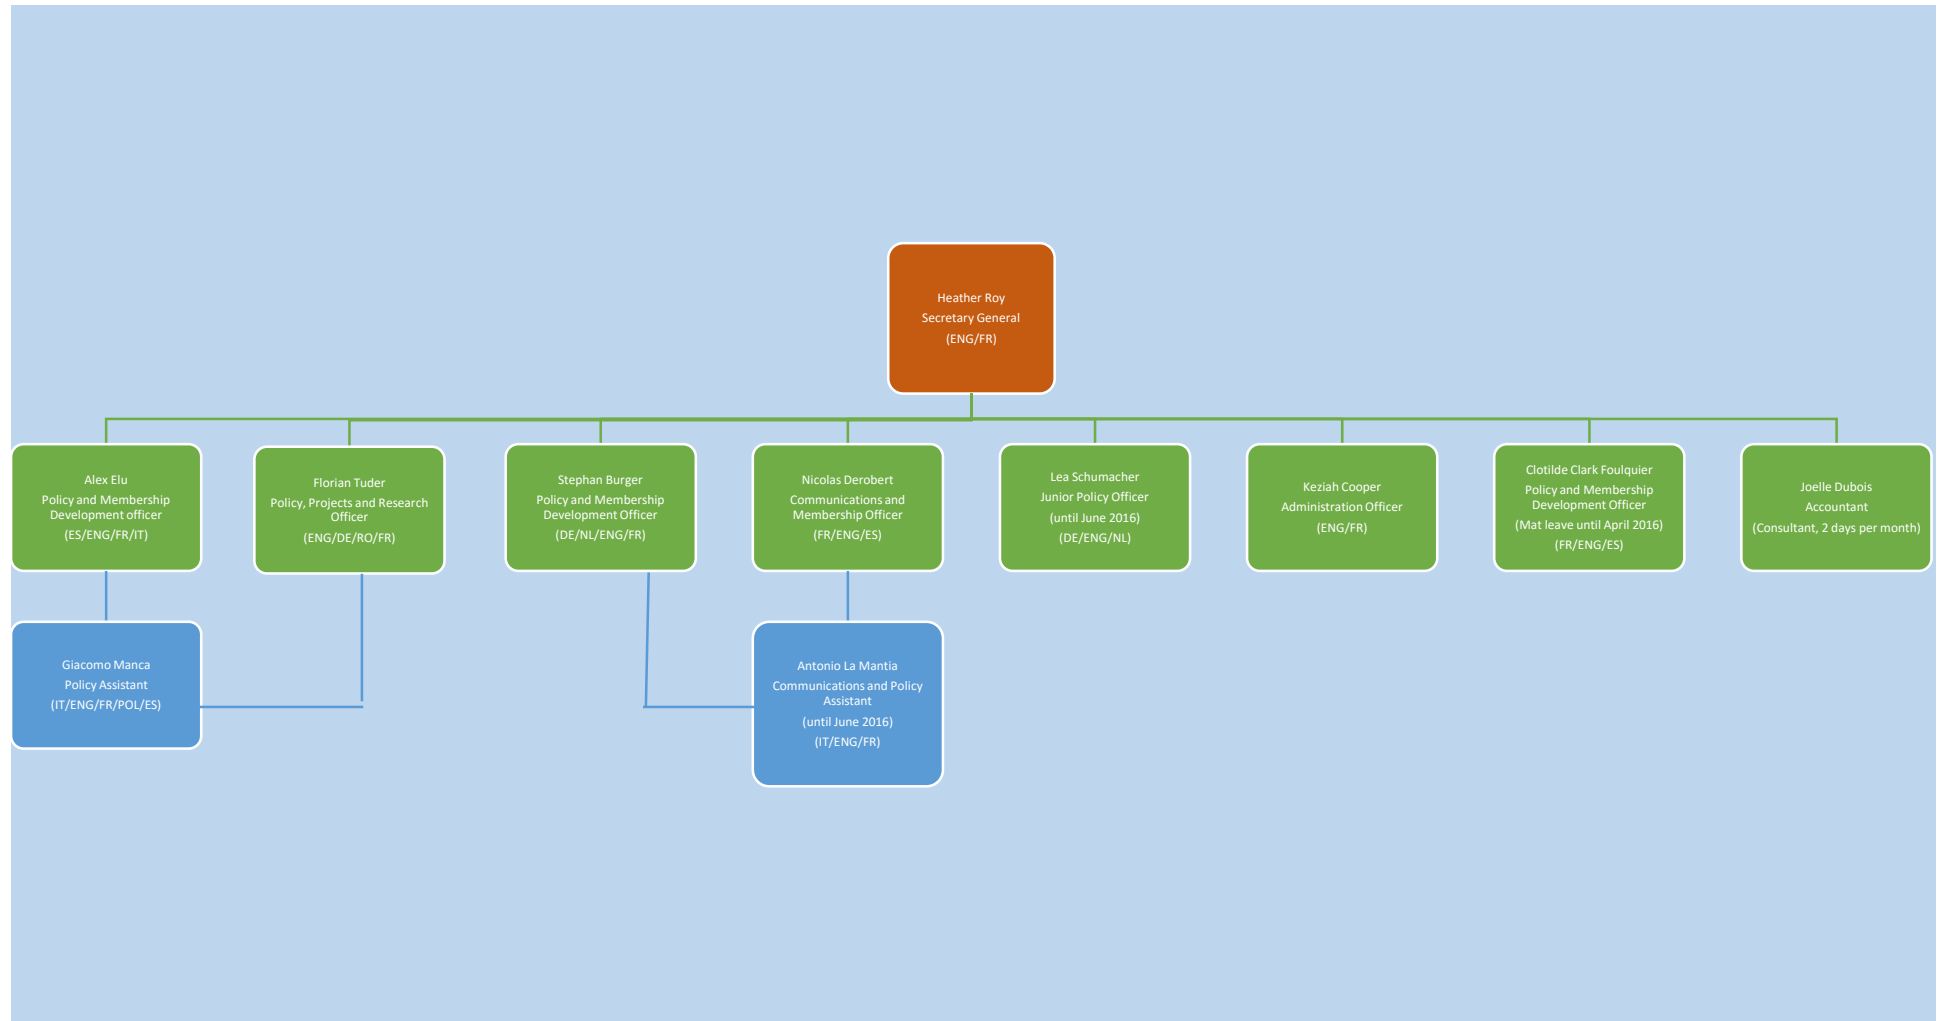 Heather Roy
Secretary General
(ENG/FR)
Alex Elu
Policy and Membership
Development officer
(ES/ENG/FR/IT)
Florian Tuder
Policy, Projects and Research
Officer
(ENG/DE/RO/FR)
Stephan Burger
Policy and Membership
Development Officer
(DE/NL/ENG/FR)
Nicolas Derobert
Communications and
Membership Officer
(FR/ENG/ES)
Lea Schumacher
Junior Policy Officer
(until June 2016)
(DE/ENG/NL)
Keziah Cooper
Administration Officer
(ENG/FR)
Clotilde Clark Foulquier
Policy and Membership
Development Officer
(Mat leave until April 2016)
(FR/ENG/ES)
Joelle Dubois
Accountant
(Consultant, 2 days per month)
Giacomo Manca
Policy Assistant
(IT/ENG/FR/POL/ES)
Antonio La Mantia
Communications and Policy
Assistant
(until June 2016)
(IT/ENG/FR)